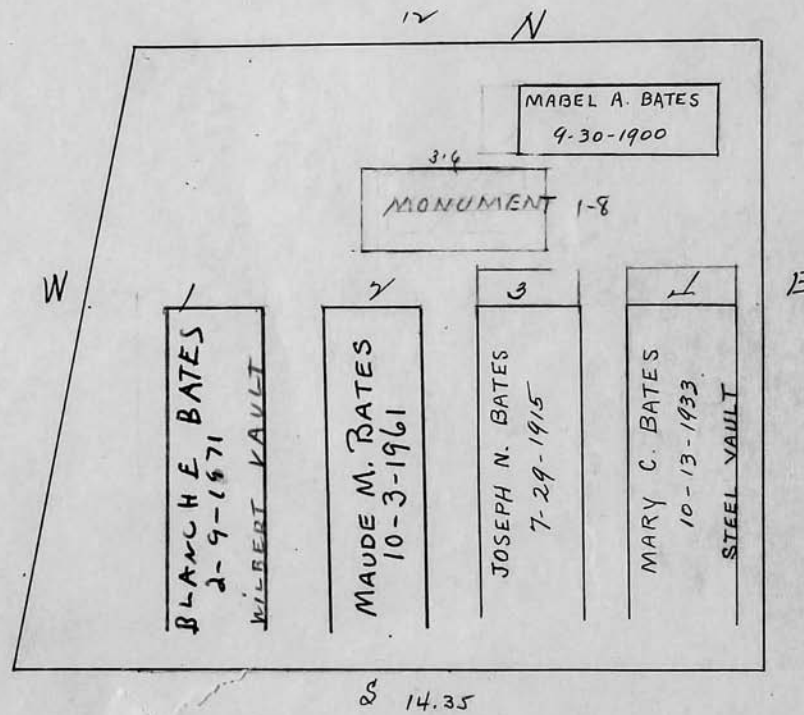 12 N
MABEL A. BATES
9-30-1900
3.6
MONUMENT 1-8
W
E
1
BLANCHE BATES
2-9-1971
WILBERT VAULT
2
MAUDE M. BATES
10-3-1961
3
JOSEPH N. BATES
7-29-1915
MARY C. BATES
10-13-1933
STEEL VAULT
S 14.35